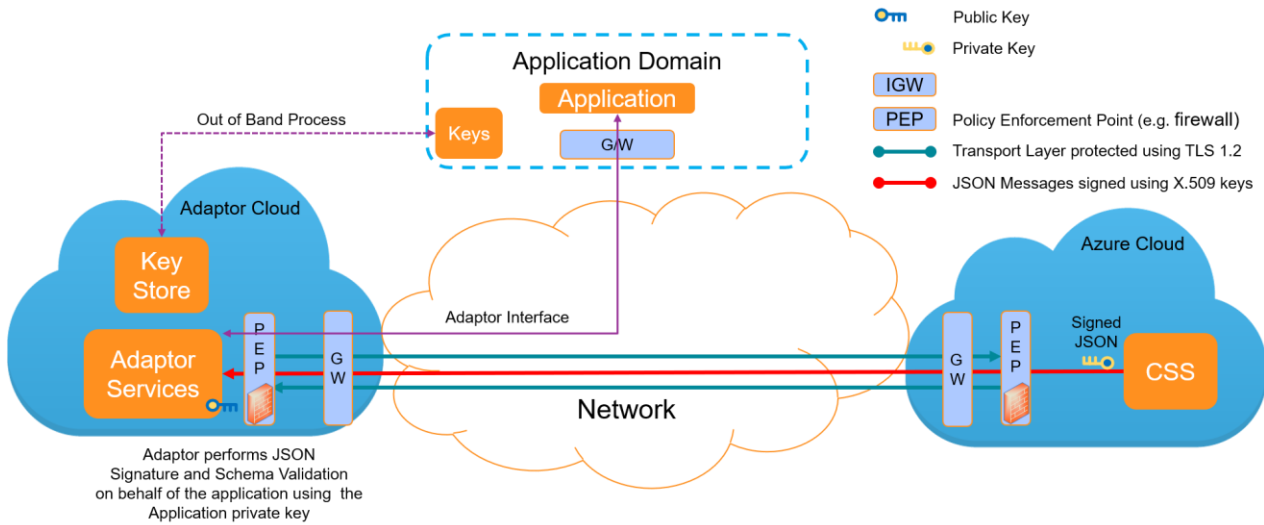 Public Key
Private Key
IGW
PEP
Policy Enforcement Point (e.g. firewall)
Transport Layer protected using TLS 1.2
JSON Messages signed using X.509 keys
Application Domain
Application
Keys
G/W
Out of Band Process
Adaptor Cloud
Key
Store
Adaptor Interface
Adaptor
Services
P
E
P
G
W
Network
Azure Cloud
G
W
P
E
P
Signed
JSON
CSS
Adaptor performs JSON
Signature and Schema Validation
on behalf of the application using the
Application private key